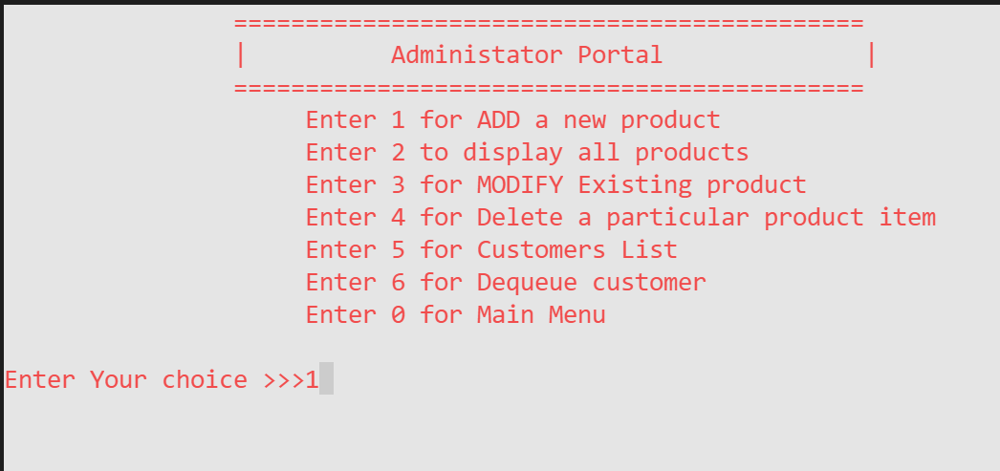 ============================================
| Administator Portal |
============================================
Enter 1 for ADD a new product
Enter 2 to display all products
Enter 3 for MODIFY Existing product
Enter 4 for Delete a particular product item
Enter 5 for Customers List
Enter 6 for Dequeue customer
Enter 0 for Main Menu
Enter Your choice >>>1